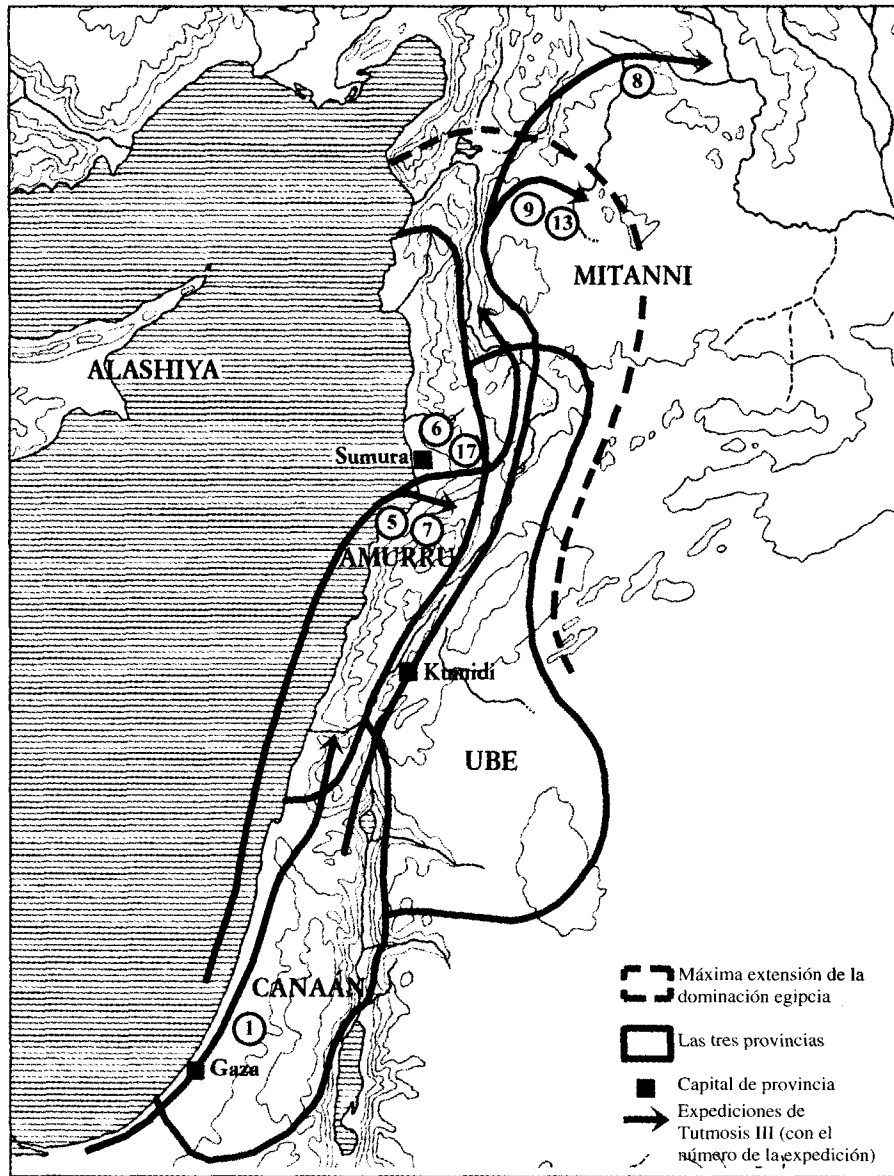 8
9
13
MITANNI
ALASHIYA
6
17
Sumura
5
7
AMURRU
Kumidi
UBE
CANAÁN
1
Gaza
Máxima extensión de la
dominación egipcia
Las tres provincias
Capital de provincia
Expediciones de
Tutmosis III (con el
número de la expedición)